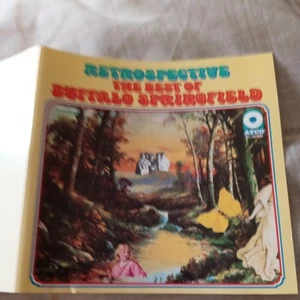 RETROSPECTIVE
THE BEST OF
BUFFALO SPRINGFIELD
ATCO